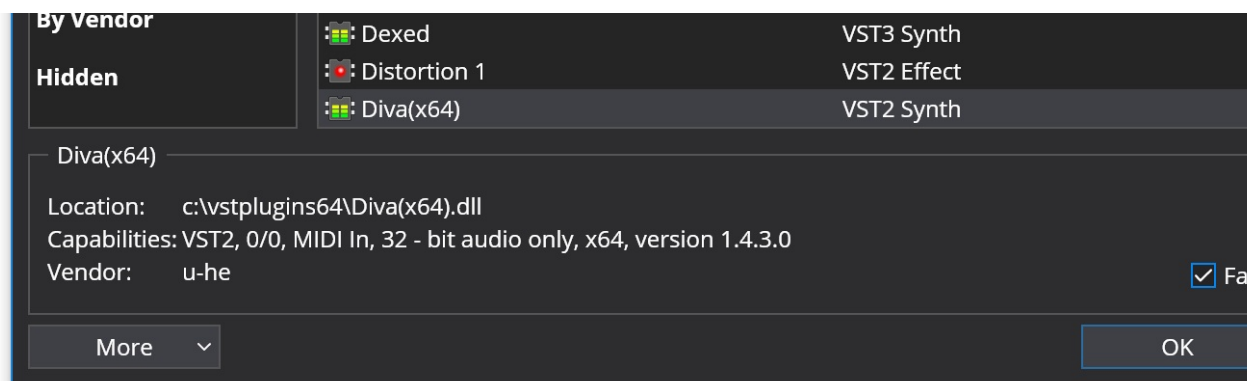 By Vendor
Dexed VST3 Synth
Hidden
Distortion 1 VST2 Effect
Diva(x64) VST2 Synth
Diva(x64)
Location: c:\vstplugins64\Diva(x64).dll
Capabilities: VST2, 0/0, MIDI In, 32 - bit audio only, x64, version 1.4.3.0
Vendor: u-he
More
OK